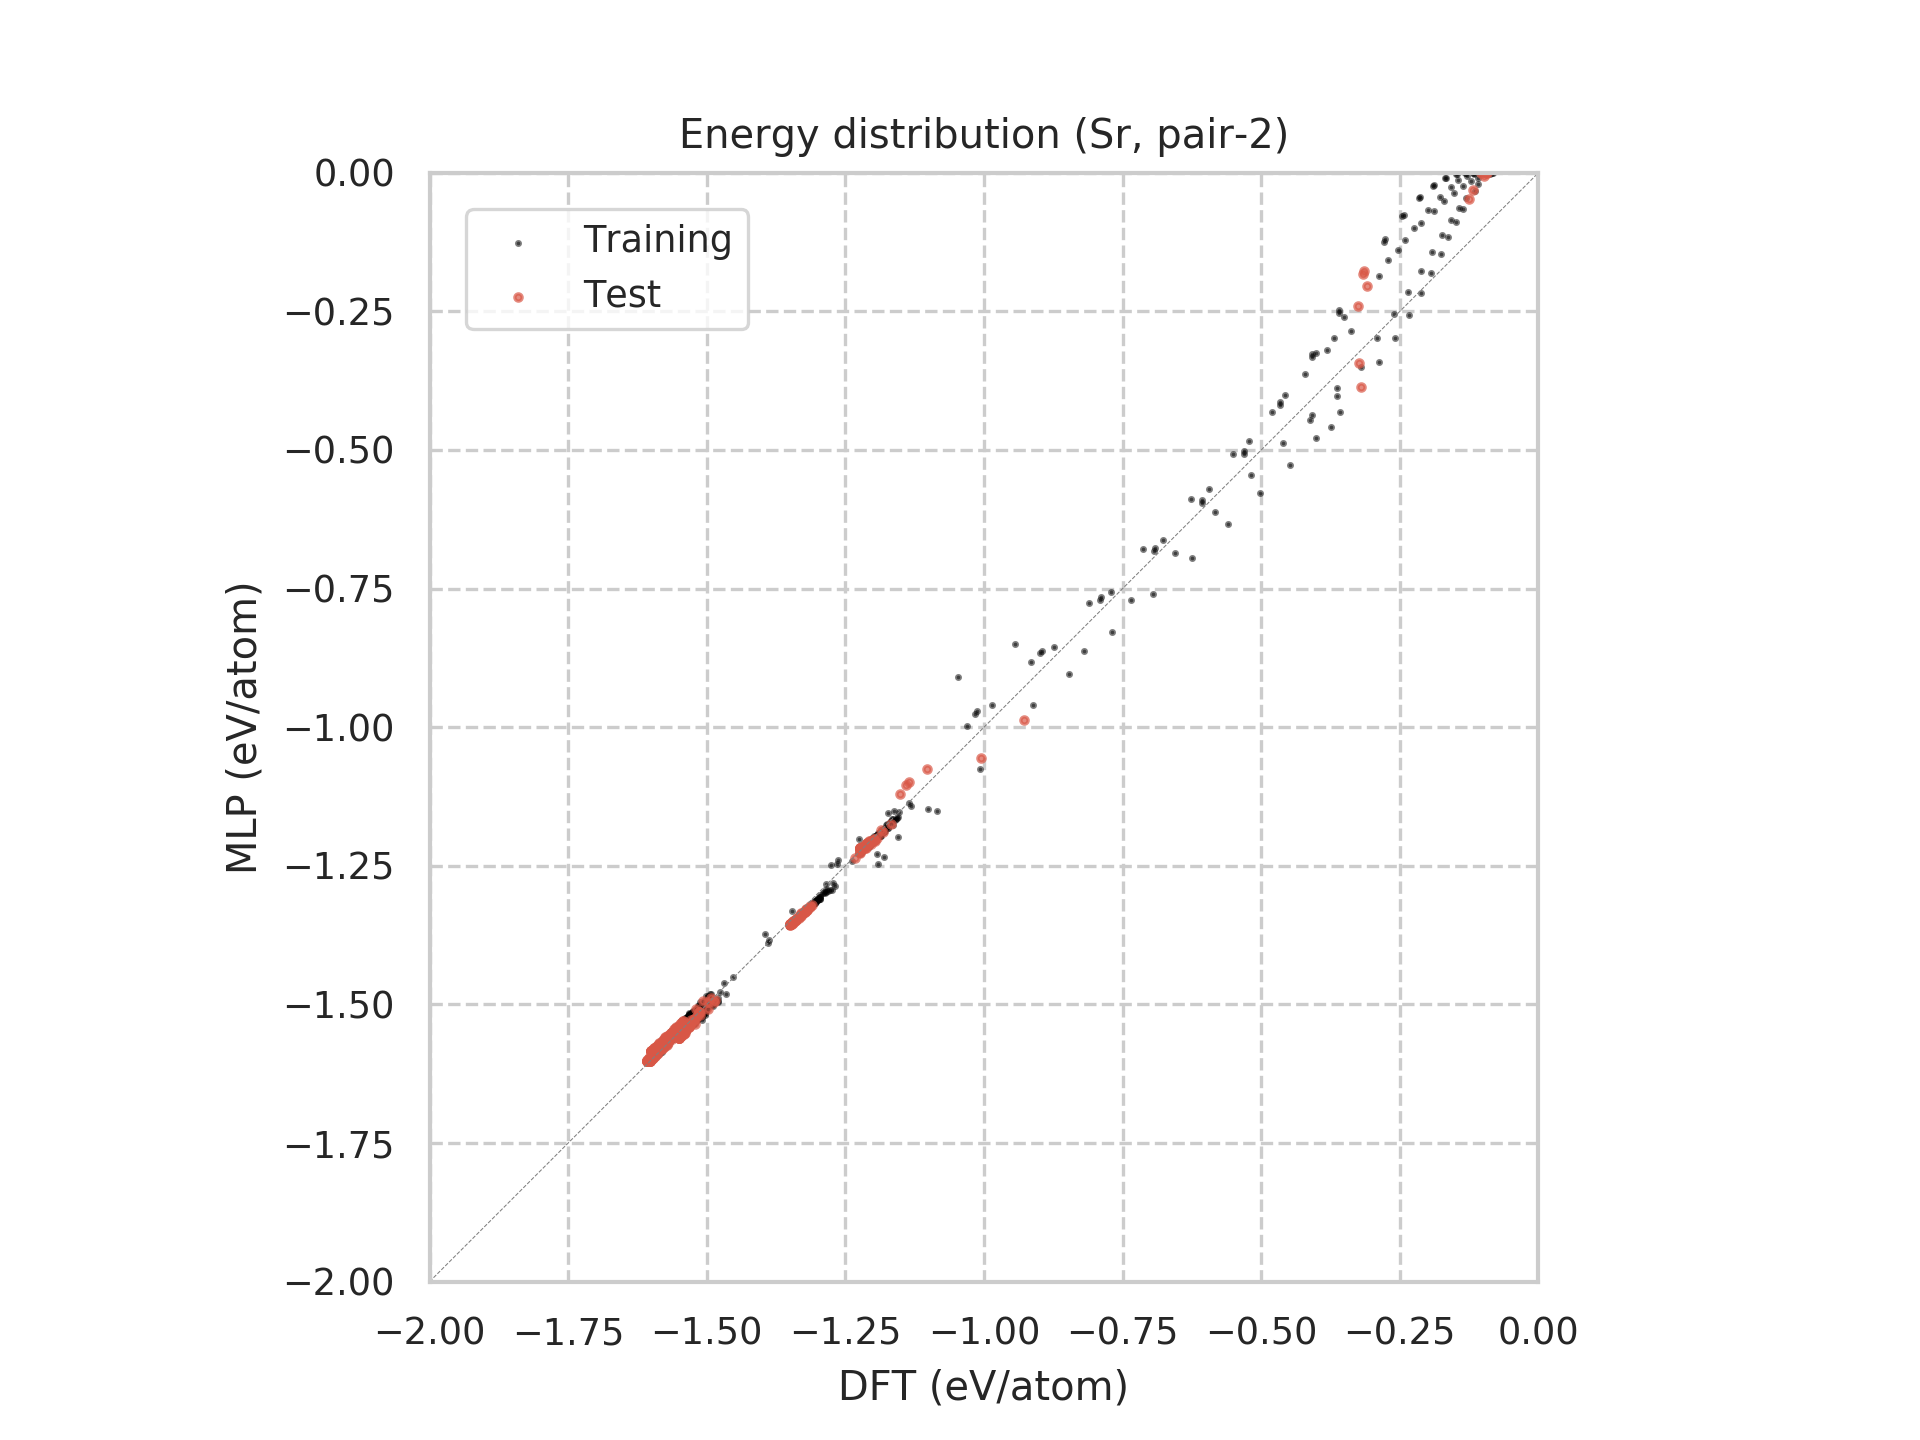 Energy distribution (Sr, pair-2)
0.00
Training
Test
−0.25
−0.50
−0.75
−1.00
−1.25
−1.50
−1.75
−2.00
MLP (eV/atom)
−2.00 −1.75 −1.50 −1.25 −1.00 −0.75 −0.50 −0.25 0.00
DFT (eV/atom)